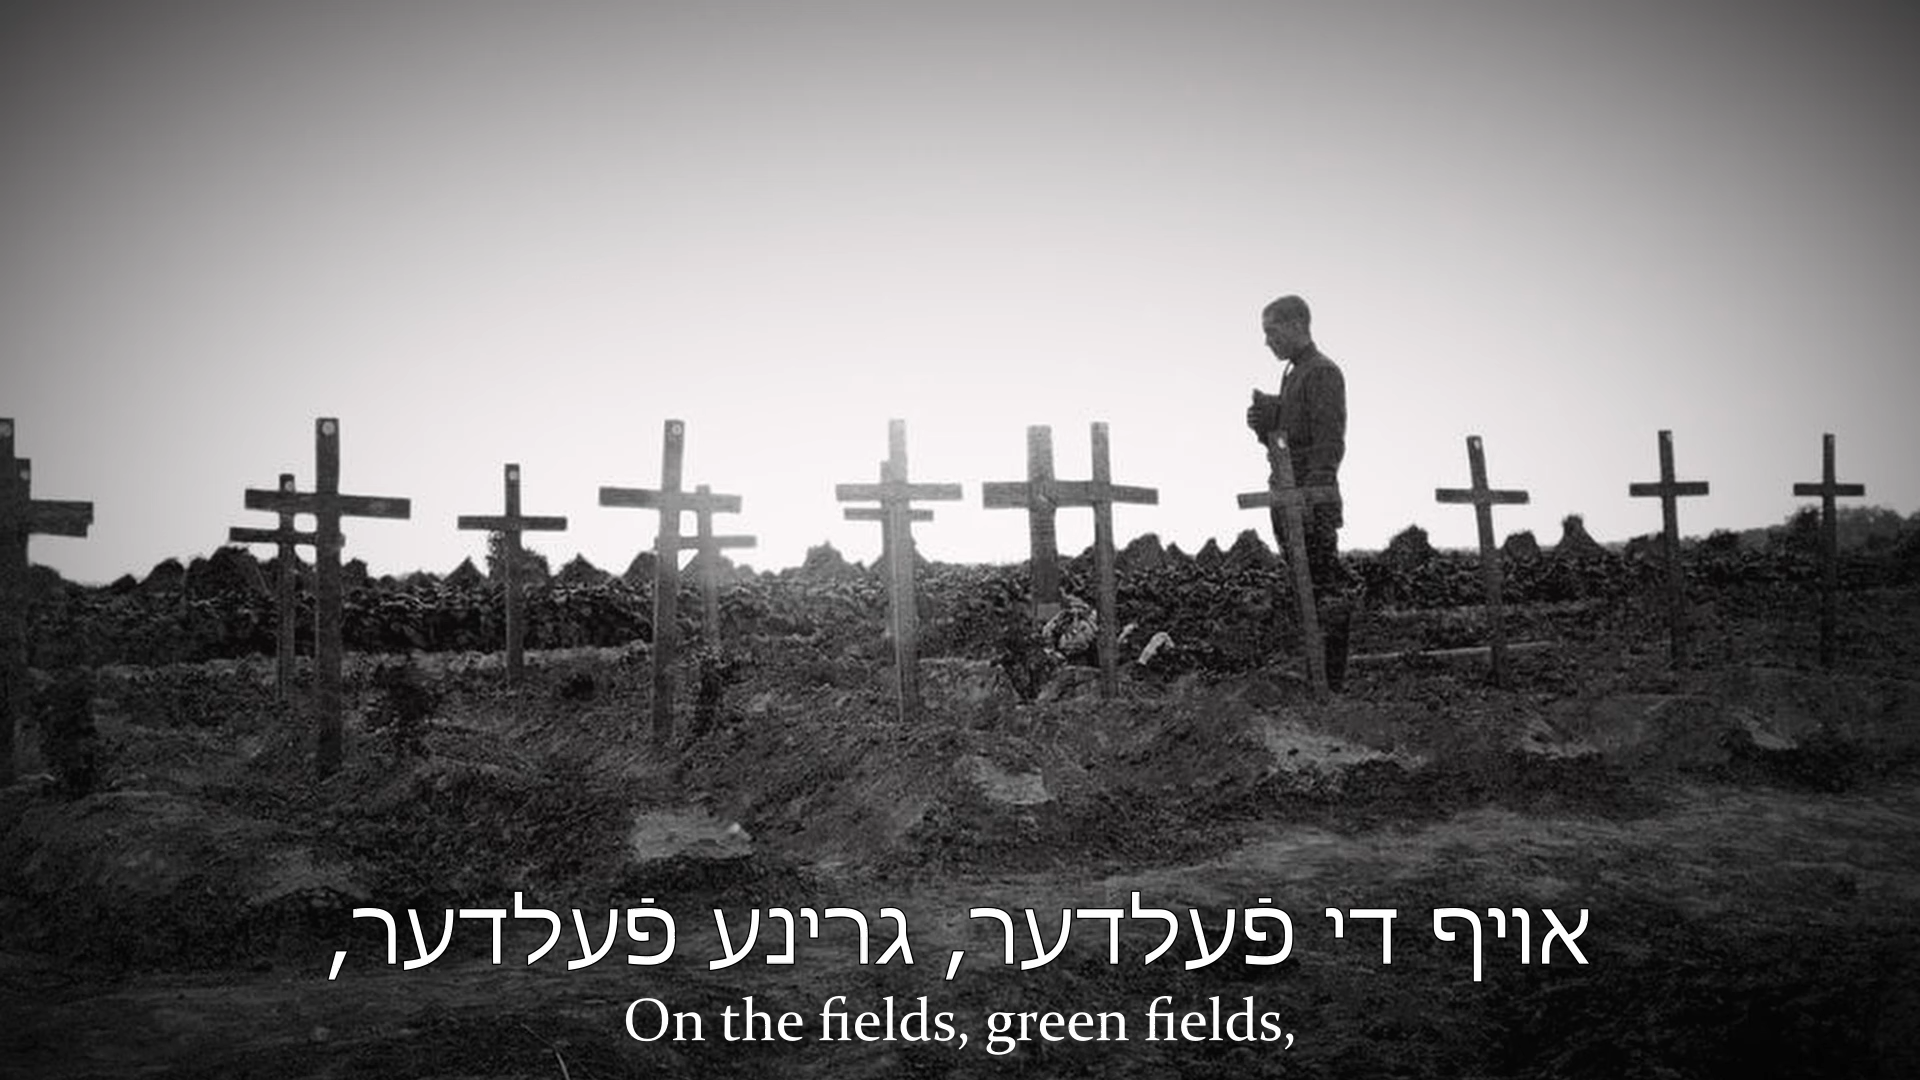 אויף די פֿעלדער, גרינע פֿעלדער,
On the fields, green fields,